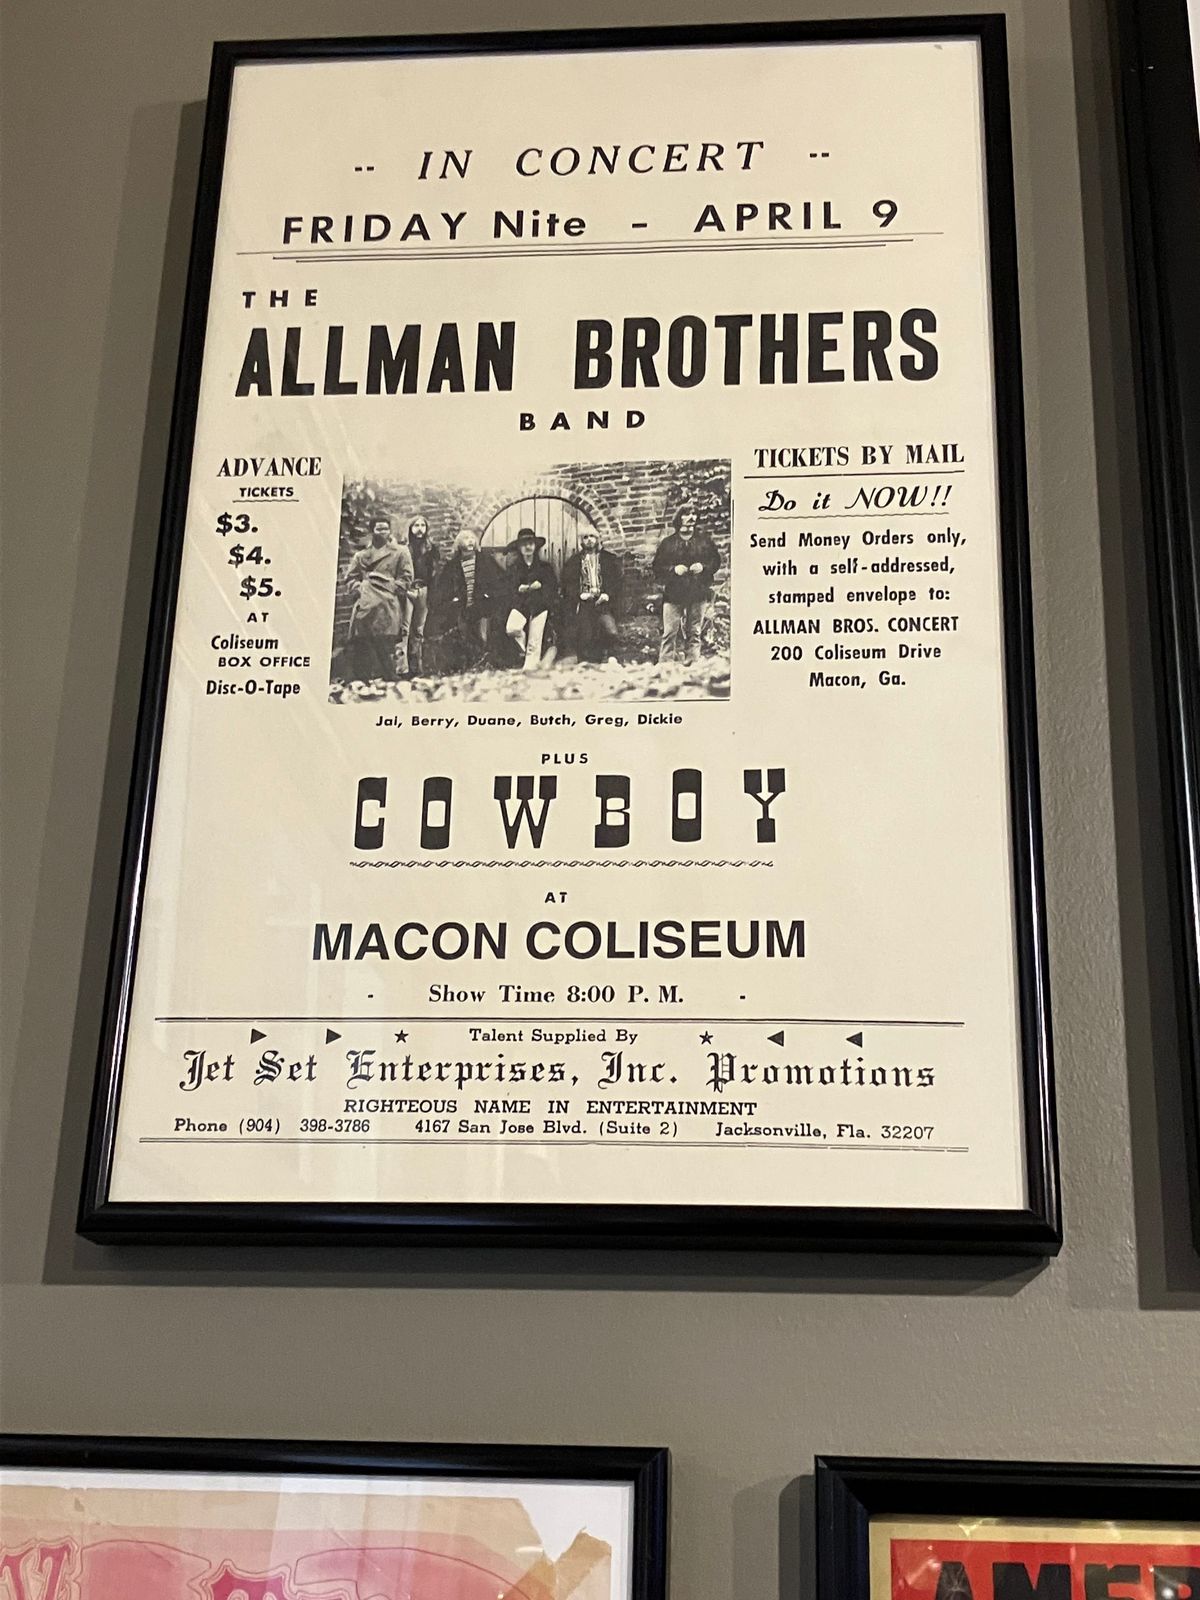 -- IN CONCERT --
FRIDAY Nite - APRIL 9
THE
ALLMAN BROTHERS
BAND
ADVANCE
TICKETS
$3.
$4.
$5.
AT
Coliseum
BOX OFFICE
Disc-O-Tape
TICKETS BY MAIL
Do it NOW!!
Send Money Orders only,
with a self-addressed,
stamped envelope to:
ALLMAN BROS. CONCERT
200 Coliseum Drive
Macon, Ga.
Jai, Berry, Duane, Butch, Greg, Dickie
PLUS
COWBOY
AT
MACON COLISEUM
- Show Time 8:00 P. M. -
Talent Supplied By
Jet Set Enterprises, Inc. Promotions
RIGHTEOUS NAME IN ENTERTAINMENT
Phone (904) 398-3786 4167 San Jose Blvd. (Suite 2) Jacksonville, Fla. 32207